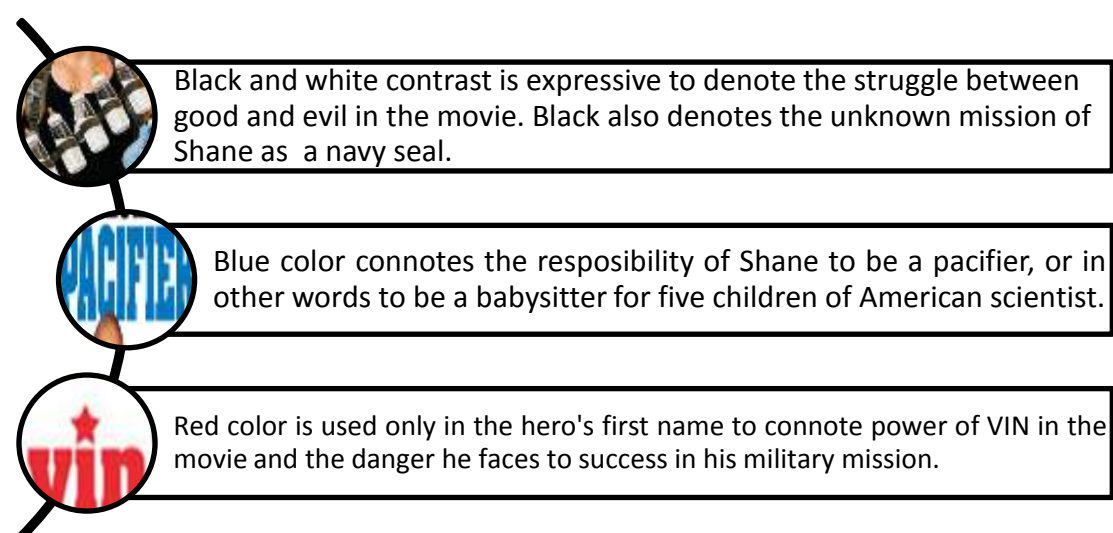 Black and white contrast is expressive to denote the struggle between
good and evil in the movie. Black also denotes the unknown mission of
Shane as a navy seal.
PACIFIER
Blue color connotes the resposibility of Shane to be a pacifier, or in
other words to be a babysitter for five children of American scientist.
vin
Red color is used only in the hero's first name to connote power of VIN in the
movie and the danger he faces to success in his military mission.